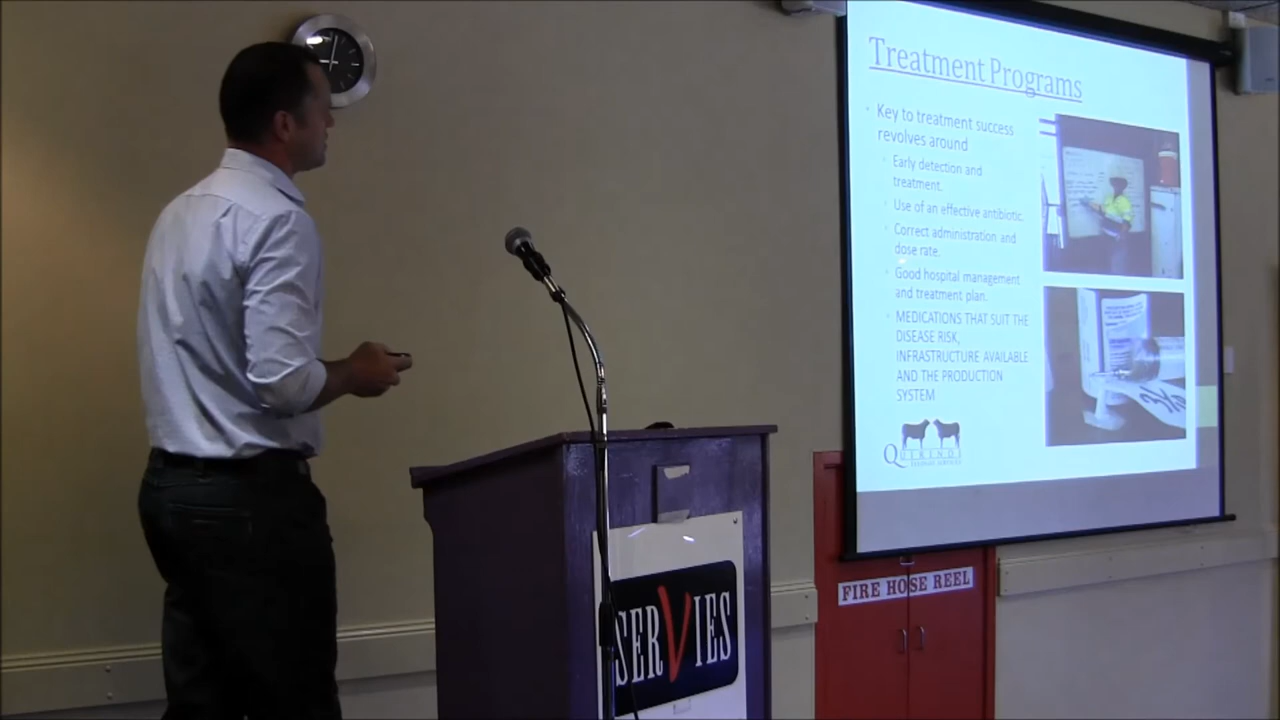 Treatment Programs
Key to treatment success
revolves around
Early detection and
treatment.
Use of an effective antibiotic.
Correct administration and
dose rate.
Good hospital management
and treatment plan.
MEDICATIONS THAT SUIT THE
DISEASE RISK,
INFRASTRUCTURE AVAILABLE
AND THE PRODUCTION
SYSTEM
FIRE HOSE REEL
SERVIES